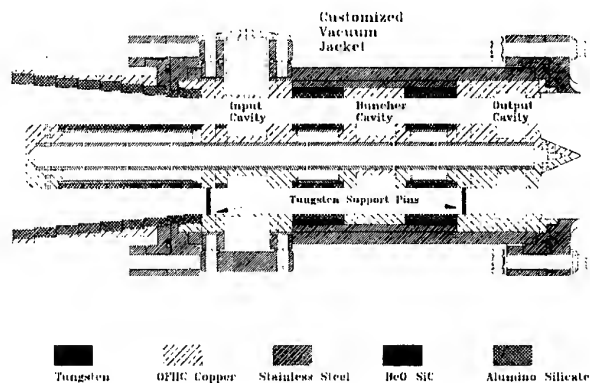 Customized
Vacuum
Jacket
Input
Cavity
Buncher
Cavity
Output
Cavity
Tungsten Support Pins
Tungsten
OFHC Copper
Stainless Steel
BeO SiC
Alumino Silicate